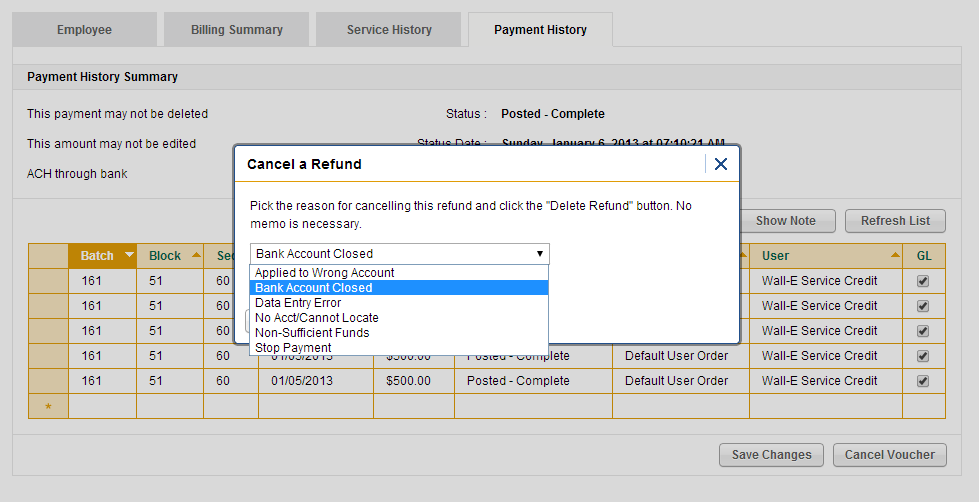 Employee
Billing Summary
Service History
Payment History
Payment History Summary
This payment may not be deleted
Status : Posted - Complete
This amount may not be edited
Status Date : Sunday, January 6, 2013 at 07:10:21 AM
ACH through bank
Cancel a Refund
Pick the reason for cancelling this refund and click the "Delete Refund" button. No
memo is necessary.
Bank Account Closed
Applied to Wrong Account
Bank Account Closed
Data Entry Error
No Acct/Cannot Locate
Non-Sufficient Funds
Stop Payment
Show Note
Refresh List
Batch Block User GL
161 51 60 Wall-E Service Credit
161 51 60 Wall-E Service Credit
161 51 60 Wall-E Service Credit
161 51 60 01/05/2013 $500.00 Posted - Complete Default User Order Wall-E Service Credit
161 51 60 01/05/2013 $500.00 Posted - Complete Default User Order Wall-E Service Credit
*
Save Changes
Cancel Voucher